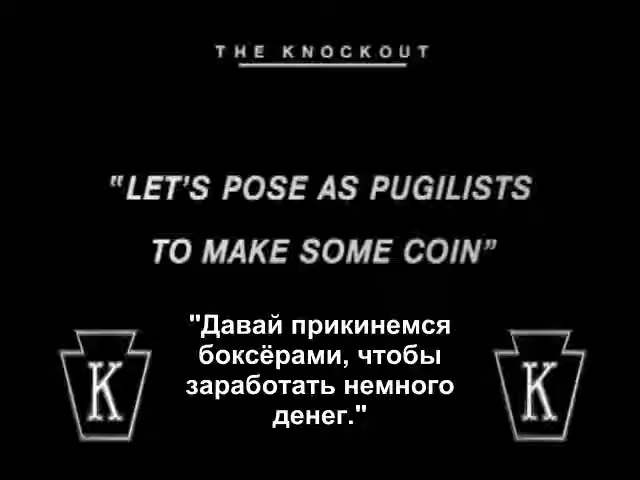 THE KNOCKOUT
"LET'S POSE AS PUGILISTS
TO MAKE SOME COIN"
"Давай прикинемся
боксёрами, чтобы
заработать немного
денег."
K
K